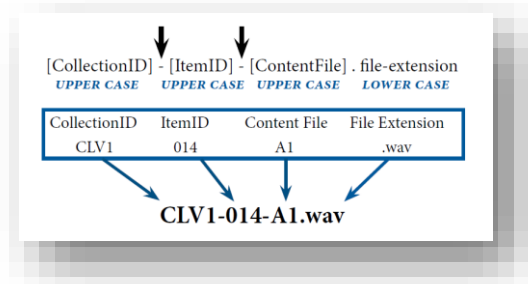 [CollectionID] - [ItemID] - [ContentFile] . file-extension
UPPER CASE UPPER CASE UPPER CASE LOWER CASE
CollectionID ItemID Content File File Extension
CLV1 014 A1 .wav
CLV1-014-A1.wav